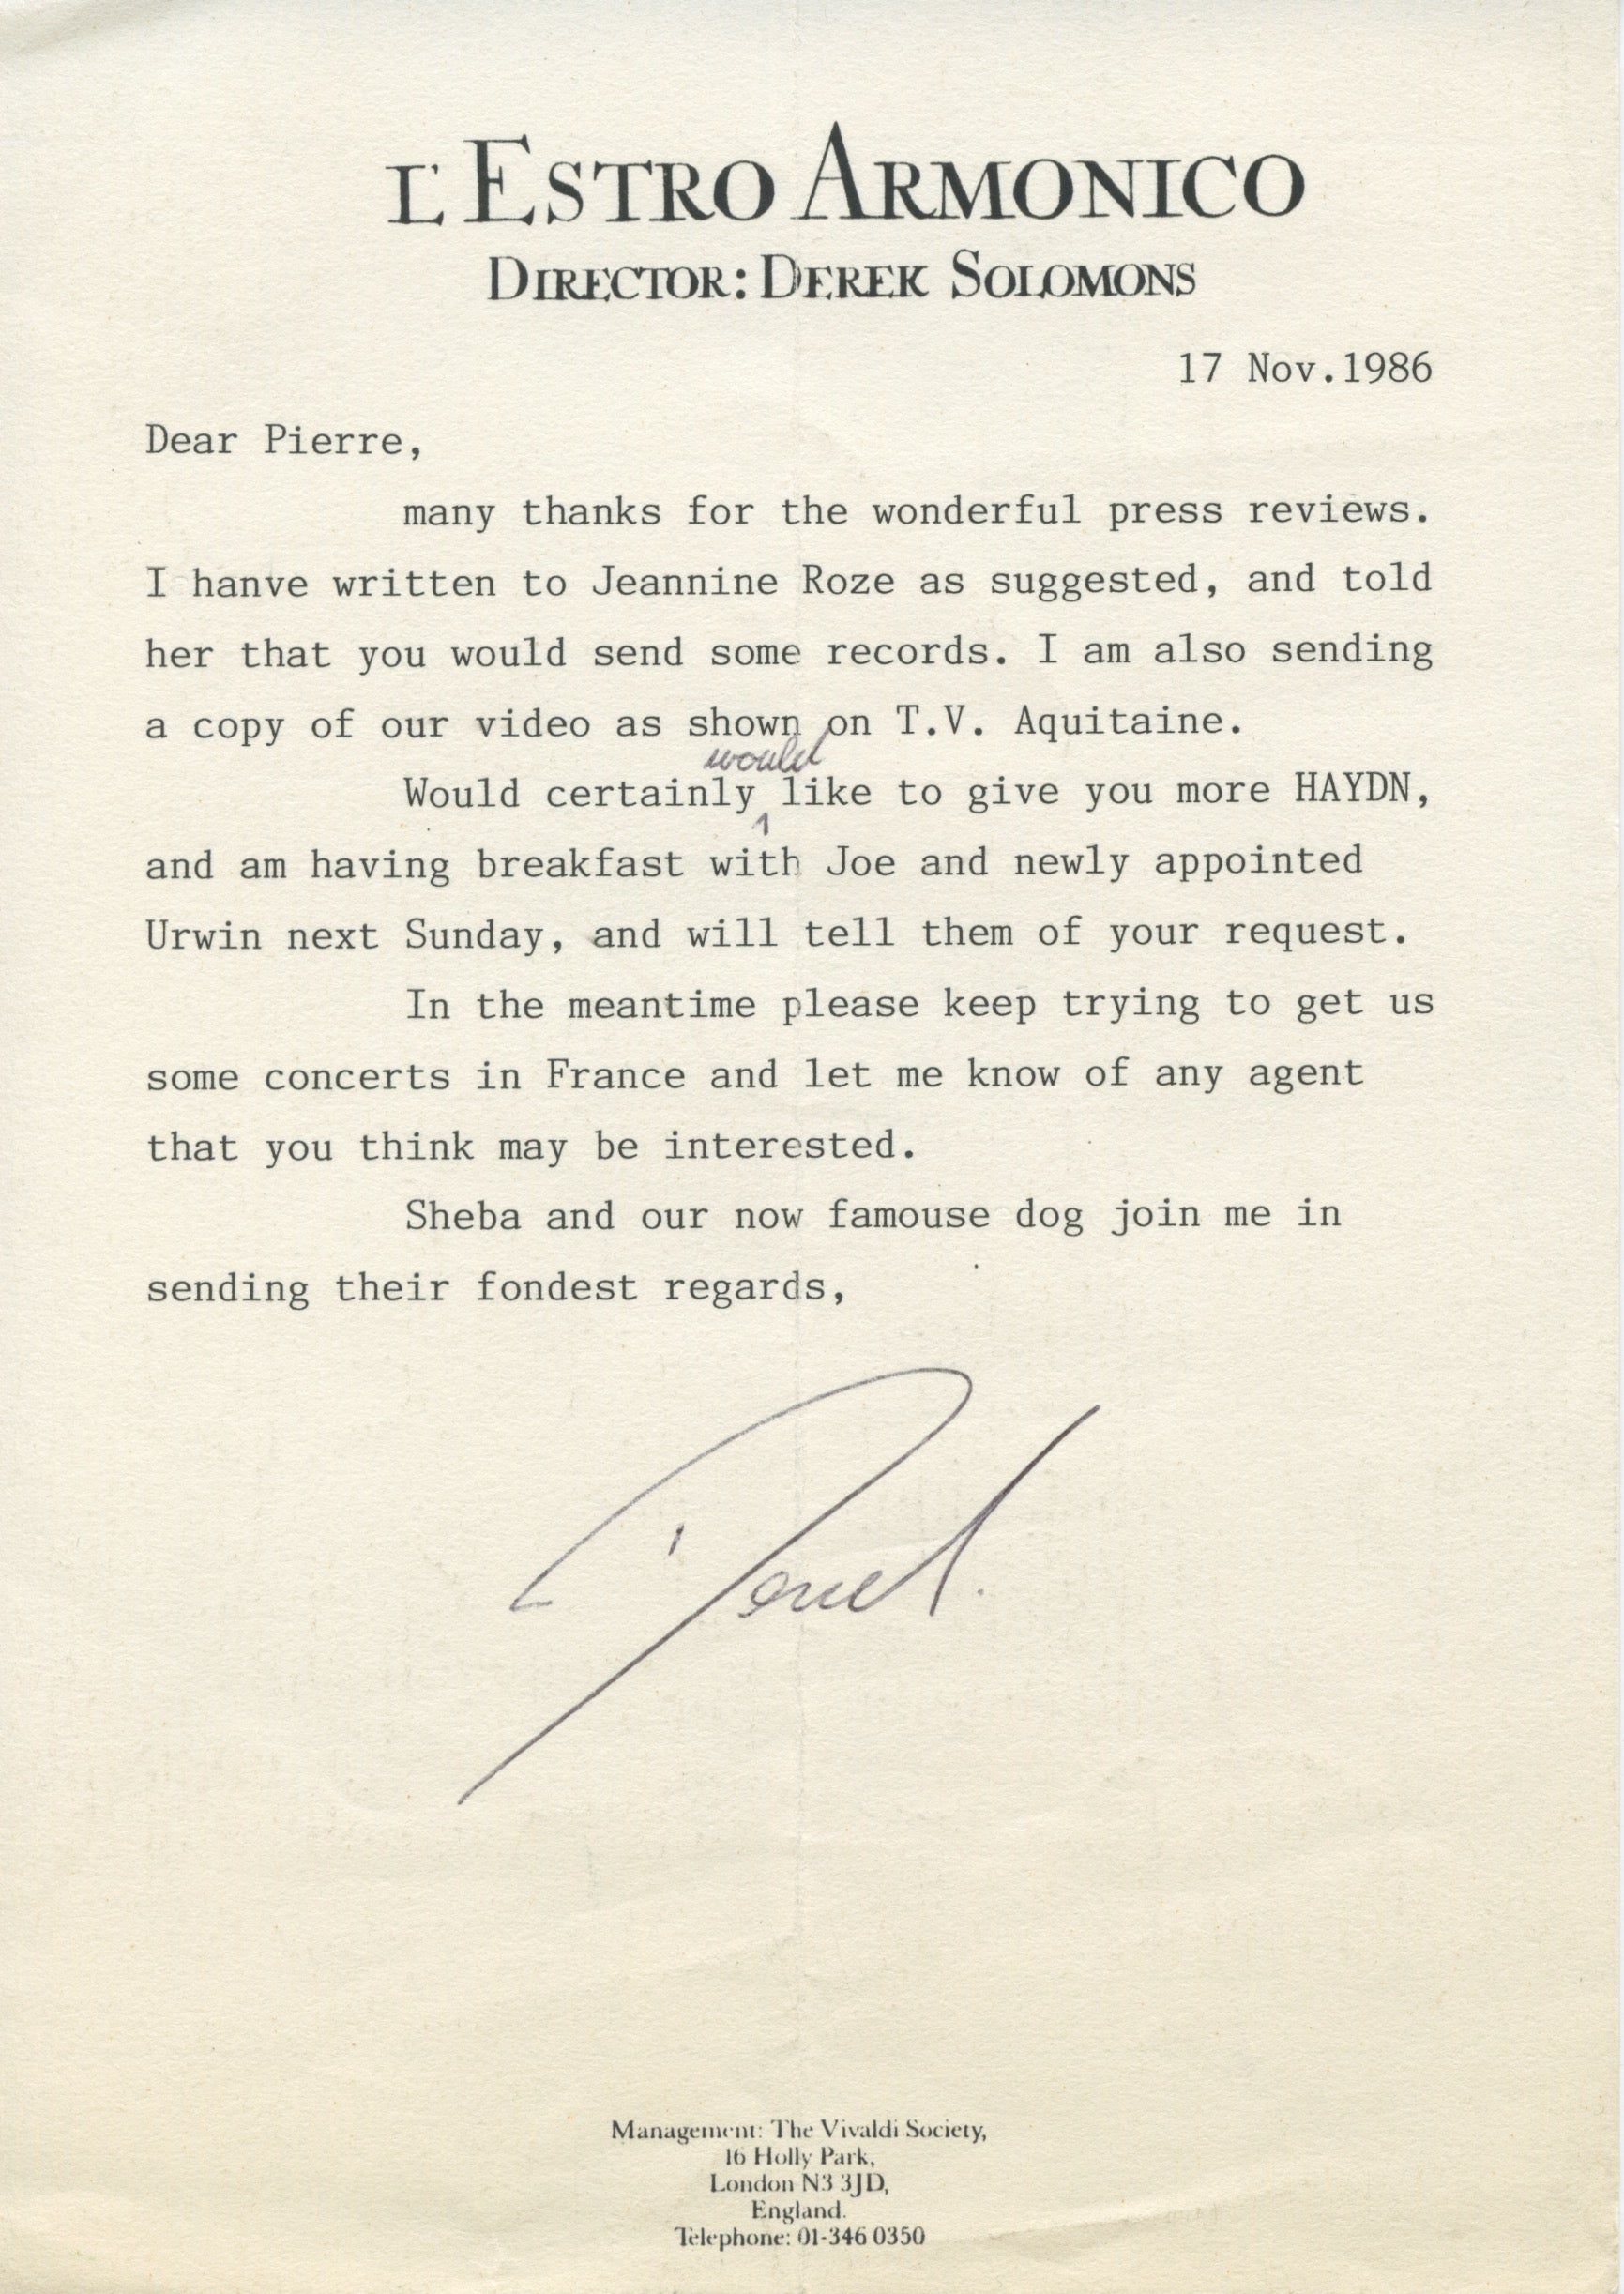 L'ESTRO ARMONICO
DIRECTOR: DEREK SOLOMONS
17 Nov.1986
Dear Pierre,
many thanks for the wonderful press reviews.
I hanve written to Jeannine Roze as suggested, and told
her that you would send some records. I am also sending
a copy of our video as shown on T.V. Aquitaine.
would
Would certainly like to give you more HAYDN,
and am having breakfast with Joe and newly appointed
Urwin next Sunday, and will tell them of your request.
In the meantime please keep trying to get us
some concerts in France and let me know of any agent
that you think may be interested.
Sheba and our now famouse dog join me in
sending their fondest regards,
Derek.
Management: The Vivaldi Society,
16 Holly Park,
London N3 3JD,
England.
Telephone: 01-346 0350